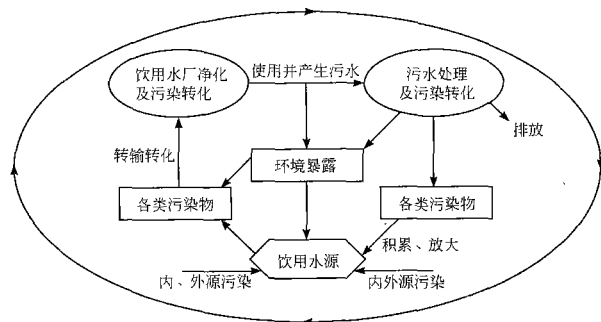 饮用水厂净化
及污染转化
使用并产生污水
污水处理
及污染转化
排放
转输转化
环境暴露
各类污染物
各类污染物
积累、放大
饮用水源
内、外源污染
内外源污染